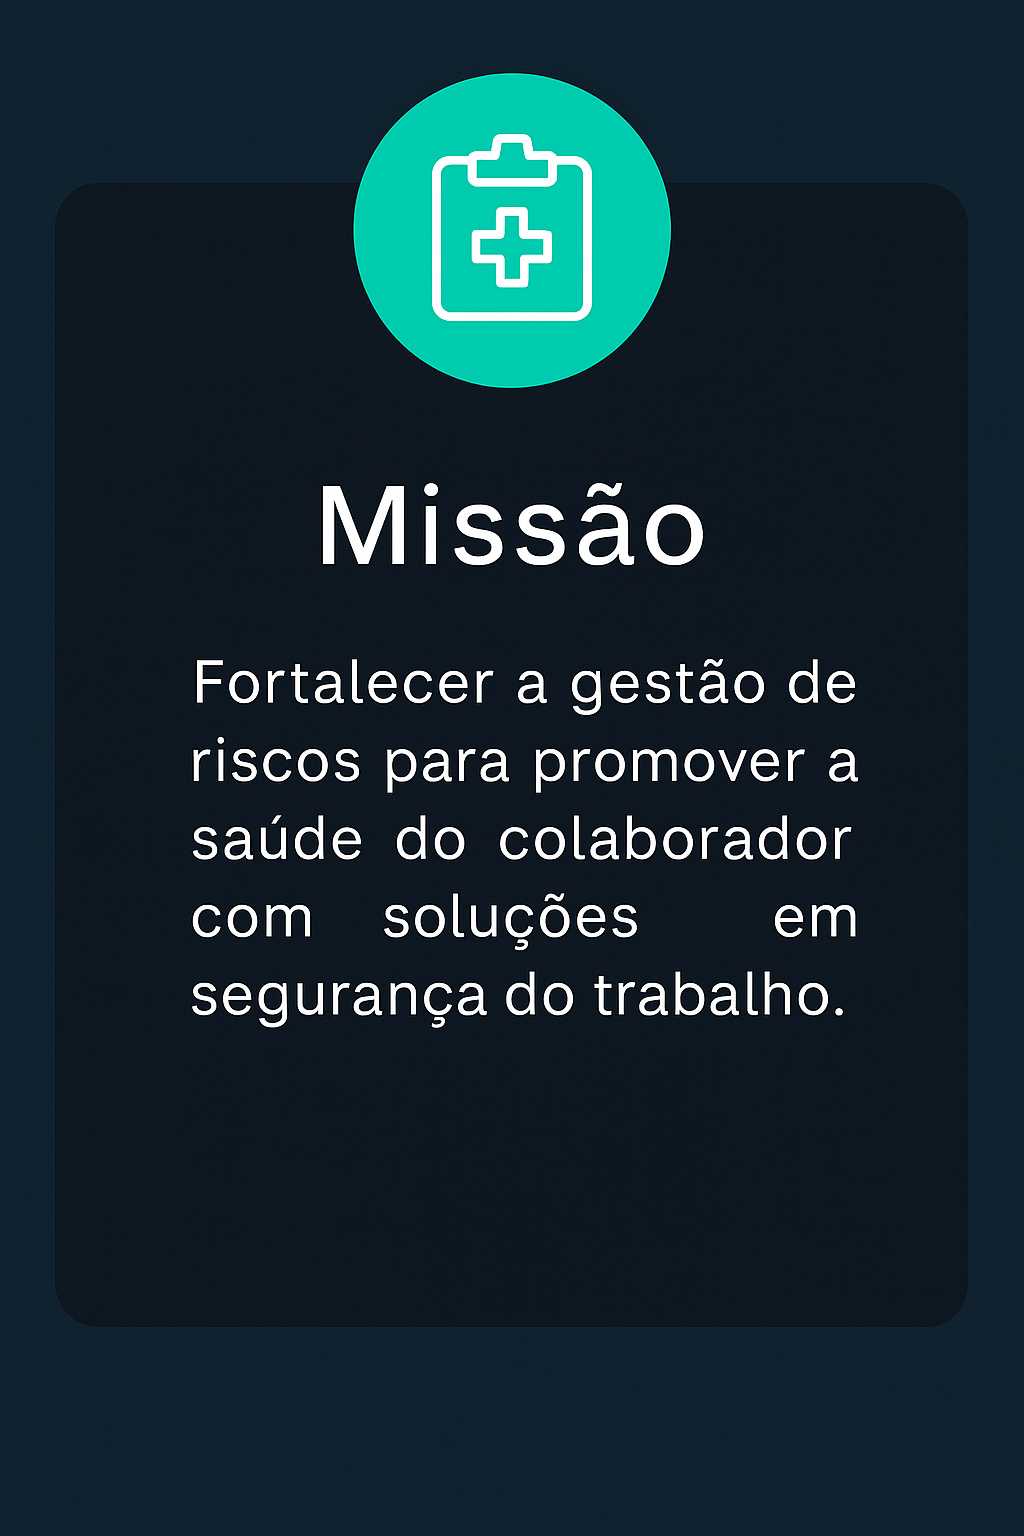 Missão
Fortalecer a gestão de
riscos para promover a
saúde do colaborador
com soluções em
segurança do trabalho.